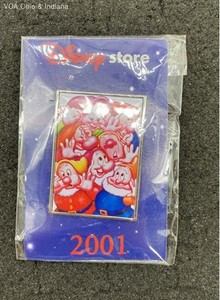 VOA Ohio & Indiana
Disney store
2001